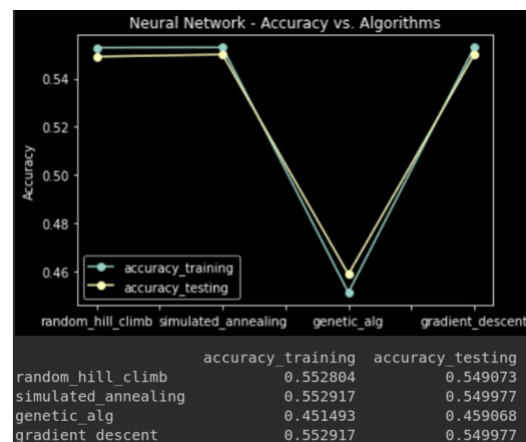 Neural Network - Accuracy vs. Algorithms
0.54
0.52
0.50
0.48
0.46
Accuracy
accuracy_training
accuracy_testing
random_hill_climb simulated_annealing genetic_alg gradient_descent
accuracy_training accuracy_testing
random_hill_climb 0.552804 0.549073
simulated_annealing 0.552917 0.549977
genetic_alg 0.451493 0.459068
gradient_descent 0.552917 0.549977